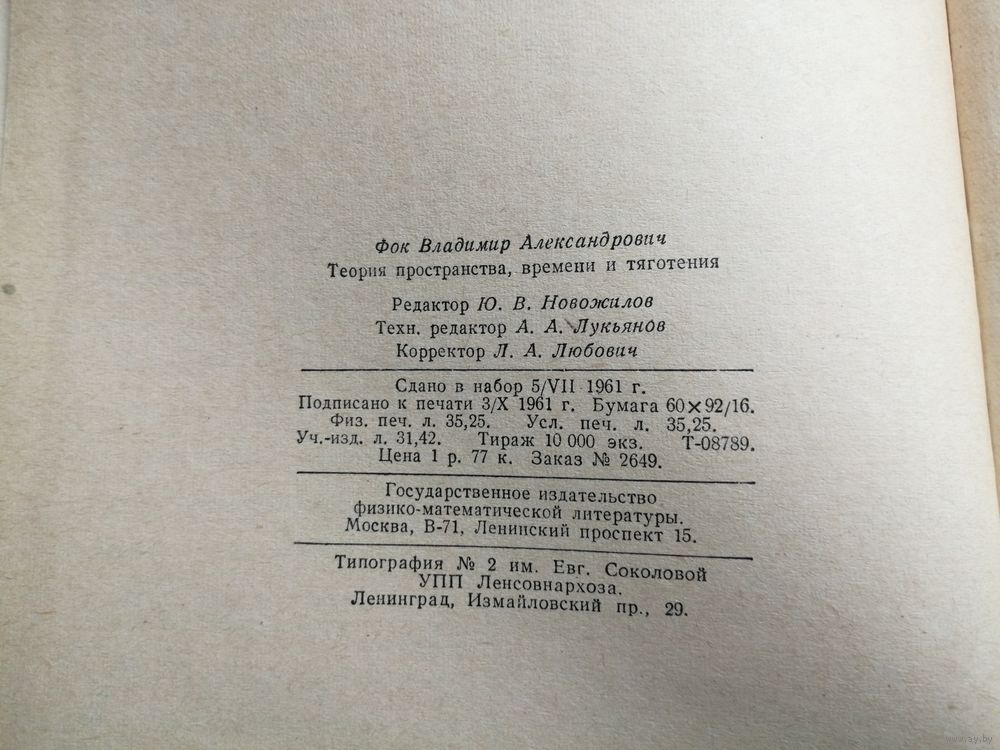 Фок Владимир Александрович
Теория пространства, времени и тяготения
Редактор Ю. В. Новожилов
Техн. редактор А. А. Лукьянов
Корректор Л. А. Любович
Сдано в набор 5/VII 1961 г.
Подписано к печати 3/X 1961 г. Бумага 60×92/16.
Физ. печ. л. 35,25. Усл. печ. л. 35,25.
Уч.-изд. л. 31,42. Тираж 10 000 экз. Т-08789.
Цена 1 р. 77 к. Заказ № 2649.
Государственное издательство
физико-математической литературы.
Москва, В-71, Ленинский проспект 15.
Типография № 2 им. Евг. Соколовой
УПП Ленсовнархоза.
Ленинград, Измайловский пр., 29.
www.ay.by